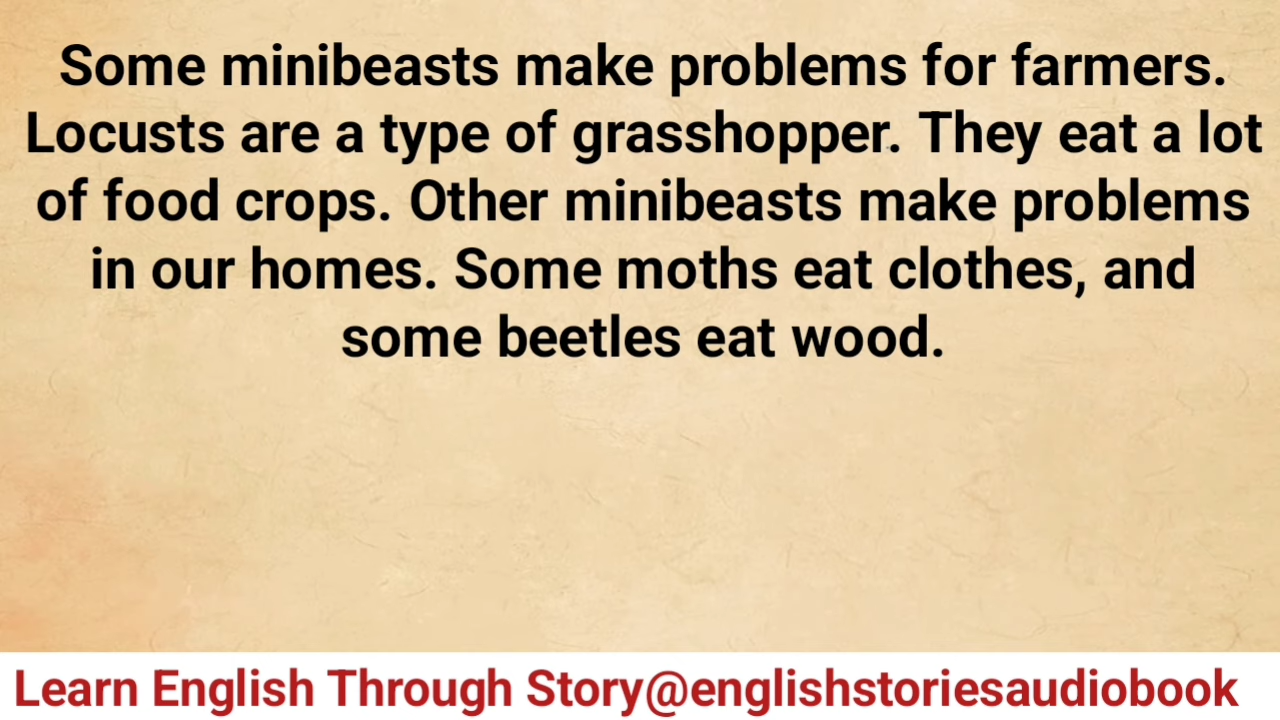 Some minibeasts make problems for farmers.
Locusts are a type of grasshopper. They eat a lot
of food crops. Other minibeasts make problems
in our homes. Some moths eat clothes, and
some beetles eat wood.
Learn English Through Story@englishstoriesaudiobook